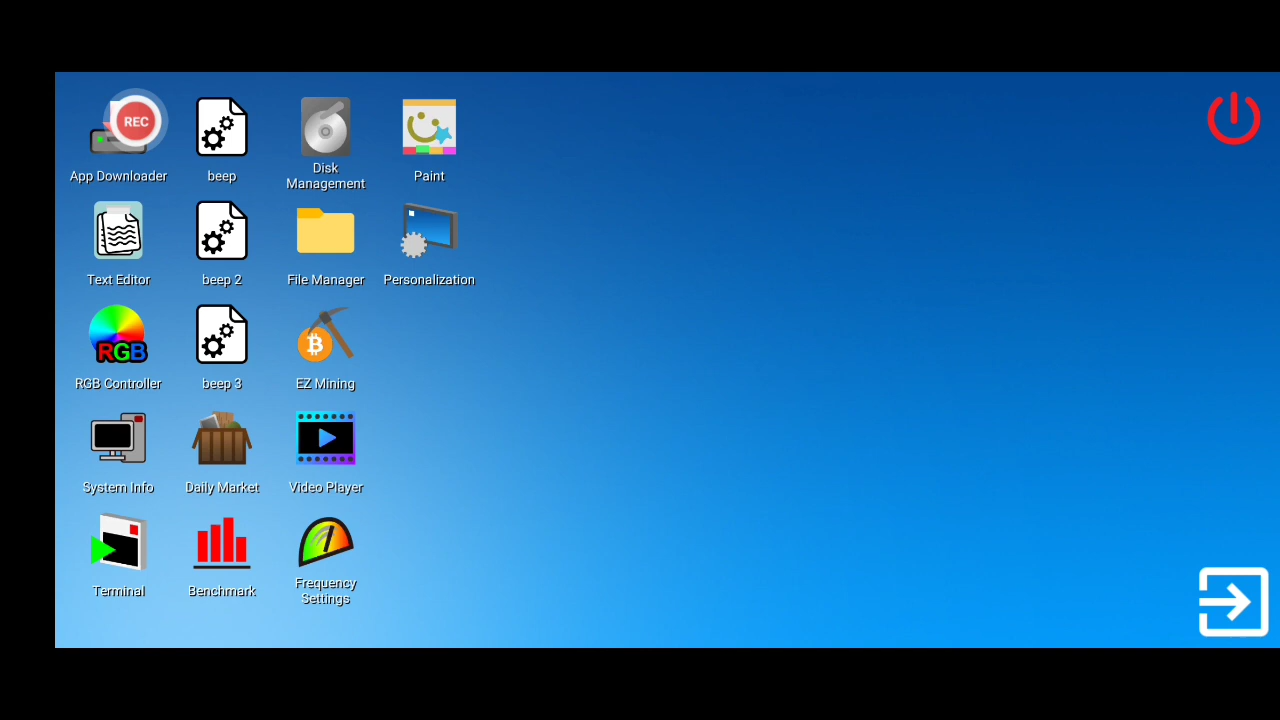 REC
App Downloader
beep
Disk
Management
Paint
Text Editor
beep 2
File Manager
Personalization
RGB
RGB Controller
beep 3
EZ Mining
System Info
Daily Market
Video Player
Terminal
Benchmark
Frequency
Settings